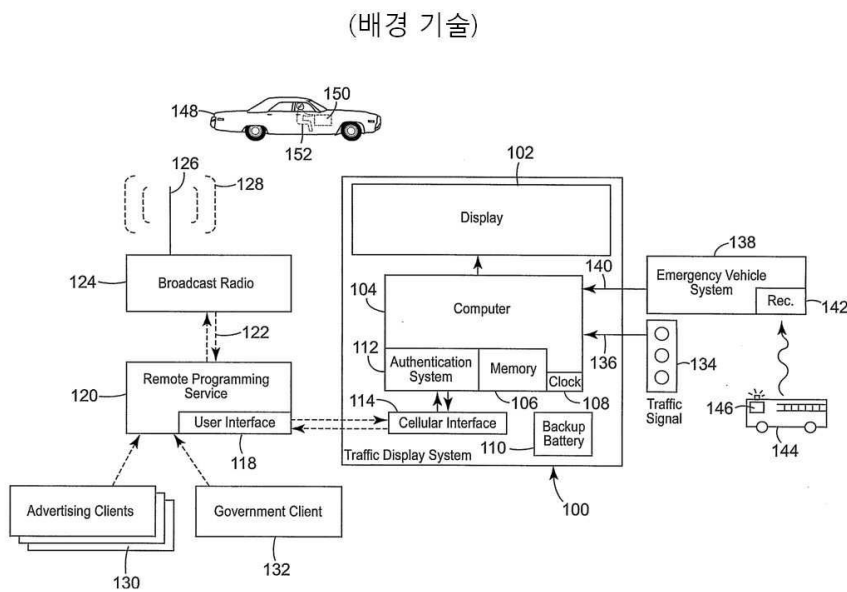 (배경 기술)
148
150
152
126
128
102
Display
124
Broadcast Radio
122
104
Computer
140
138
Emergency Vehicle
System
Rec.
142
136
134
Traffic
Signal
146
144
112
Authentication
System
Memory
Clock
106
108
120
Remote Programming
Service
User Interface
118
114
Cellular Interface
110
Backup
Battery
Traffic Display System
100
Advertising Clients
130
Government Client
132